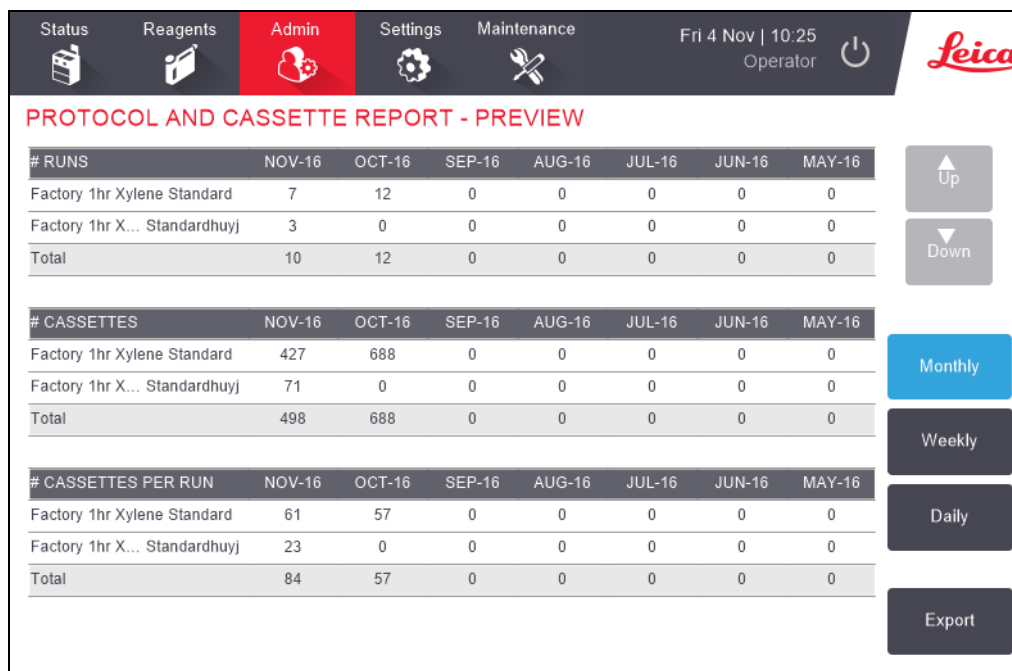 Status Reagents Admin Settings Maintenance Fri 4 Nov | 10:25
Operator
Leica
PROTOCOL AND CASSETTE REPORT - PREVIEW
# RUNS NOV-16 OCT-16 SEP-16 AUG-16 JUL-16 JUN-16 MAY-16
Factory 1hr Xylene Standard 7 12 0 0 0 0 0
Factory 1hr X... Standardhuyj 3 0 0 0 0 0 0
Total 10 12 0 0 0 0 0
# CASSETTES NOV-16 OCT-16 SEP-16 AUG-16 JUL-16 JUN-16 MAY-16
Factory 1hr Xylene Standard 427 688 0 0 0 0 0
Factory 1hr X... Standardhuyj 71 0 0 0 0 0 0
Total 498 688 0 0 0 0 0
# CASSETTES PER RUN NOV-16 OCT-16 SEP-16 AUG-16 JUL-16 JUN-16 MAY-16
Factory 1hr Xylene Standard 61 57 0 0 0 0 0
Factory 1hr X... Standardhuyj 23 0 0 0 0 0 0
Total 84 57 0 0 0 0 0
Up
Down
Monthly
Weekly
Daily
Export